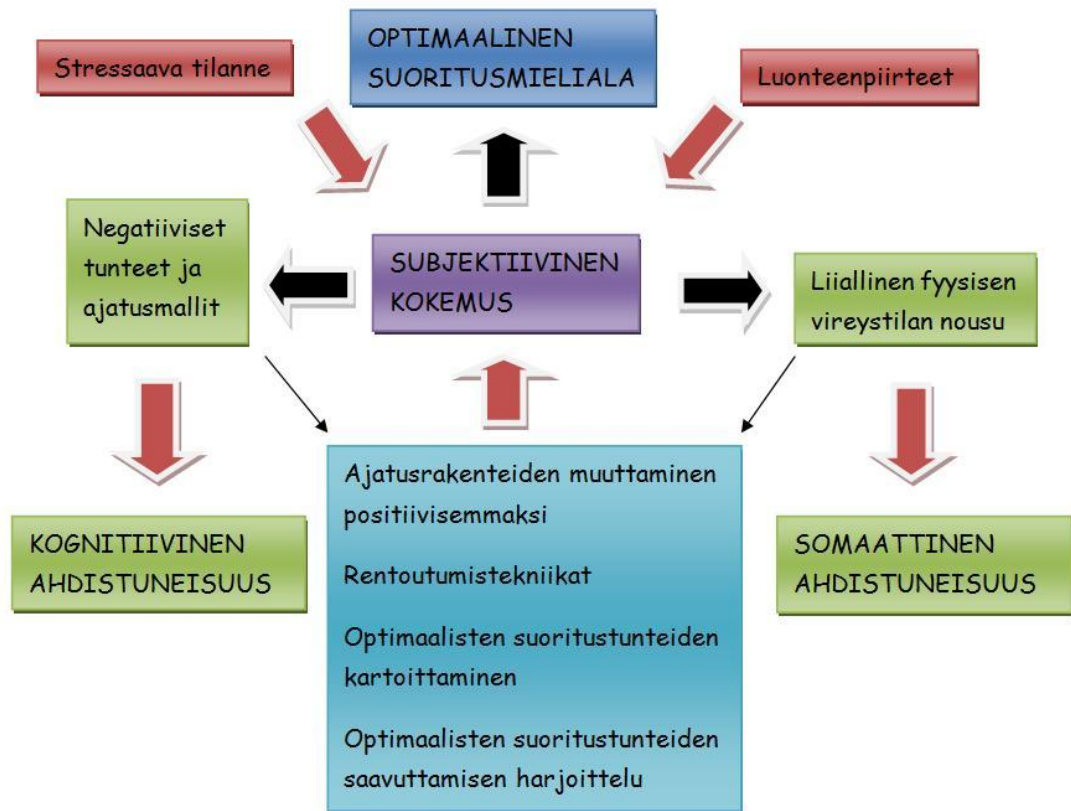 OPTIMAALINEN
SUORITUSMIELIALA
Stressaava tilanne
Luonteenpiirteet
Negatiiviset
tunteet ja
ajatusmallit
SUBJEKTIIVINEN
KOKEMUS
Liiallinen fyysisen
vireystilan nousu
KOGNITIIVINEN
AHDISTUNEISUUS
Ajatusrakenteiden muuttaminen
positiivisemmaksi
Rentoutumistekniikat
Optimaalisten suoritustunteiden
kartoittaminen
Optimaalisten suoritustunteiden
saavuttamisen harjoittelu
SOMAATTINEN
AHDISTUNEISUUS